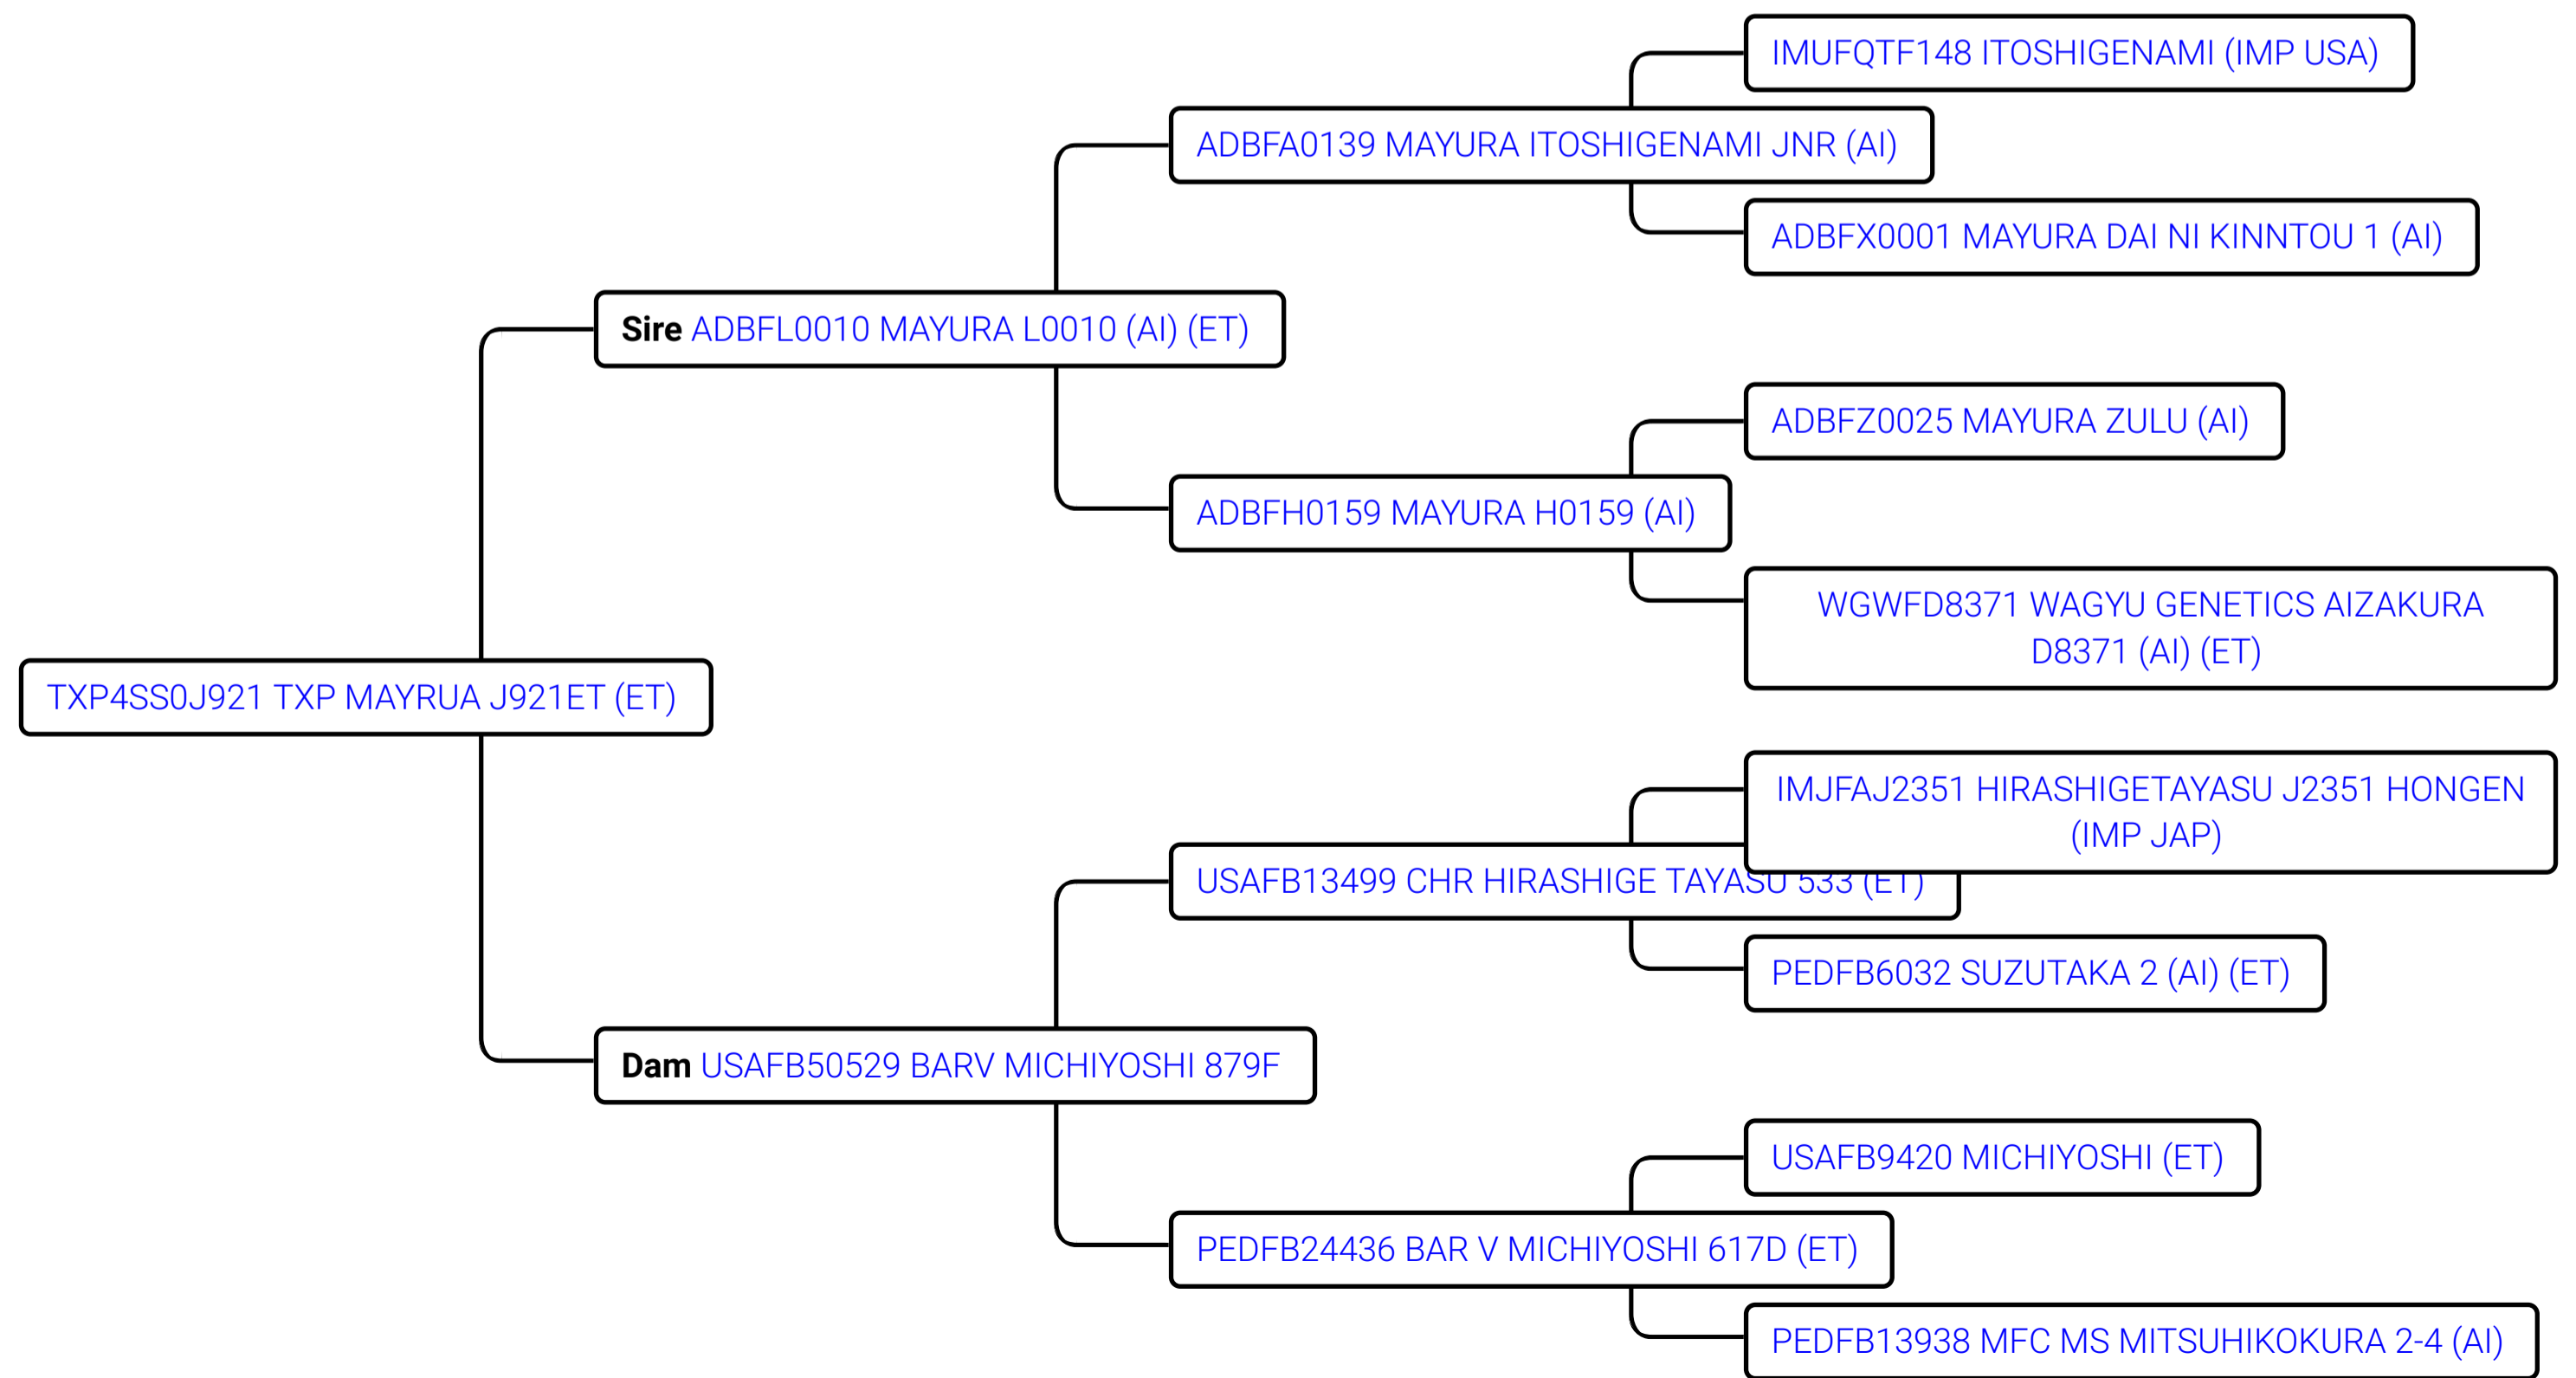 IMUFQTF148 ITOSHIGENAMI (IMP USA)
ADBFA0139 MAYURA ITOSHIGENAMI JNR (AI)
ADBFX0001 MAYURA DAI NI KINNTOU 1 (AI)
Sire ADBFL0010 MAYURA L0010 (AI) (ET)
ADBFZ0025 MAYURA ZULU (AI)
ADBFH0159 MAYURA H0159 (AI)
WGWFD8371 WAGYU GENETICS AIZAKURA
D8371 (AI) (ET)
TXP4SS0J921 TXP MAYRUA J921ET (ET)
IMJFAJ2351 HIRASHIGETAYASU J2351 HONGEN
(IMP JAP)
USAFB13499 CHR HIRASHIGE TAYASU 533 (ET)
PEDFB6032 SUZUTAKA 2 (AI) (ET)
Dam USAFB50529 BARV MICHIYOSHI 879F
USAFB9420 MICHIYOSHI (ET)
PEDFB24436 BAR V MICHIYOSHI 617D (ET)
PEDFB13938 MFC MS MITSUHIKOKURA 2-4 (AI)